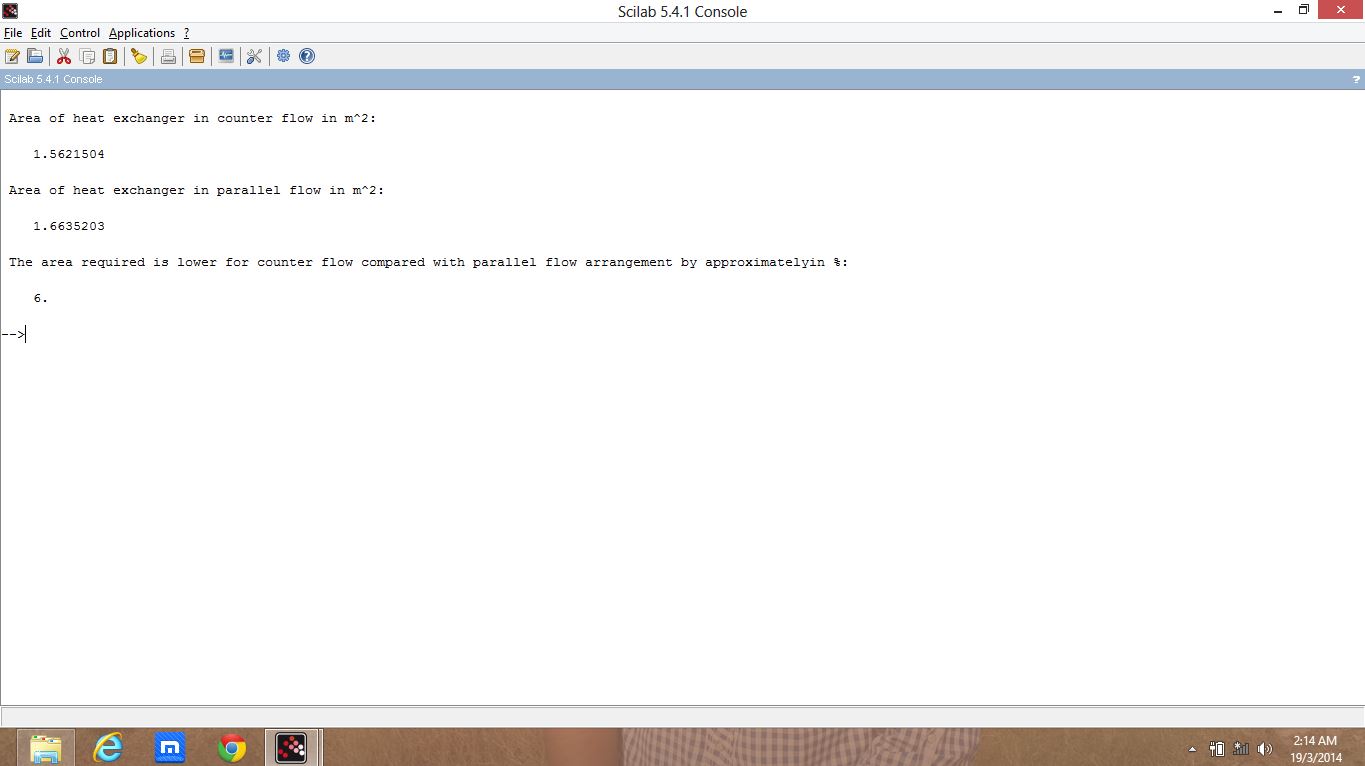 Scilab 5.4.1 Console
File Edit Control Applications ?
Scilab 5.4.1 Console ?
Area of heat exchanger in counter flow in m^2:
1.5621504
Area of heat exchanger in parallel flow in m^2:
1.6635203
The area required is lower for counter flow compared with parallel flow arrangement by approximatelyin %:
6.
-->
2:14 AM
19/3/2014